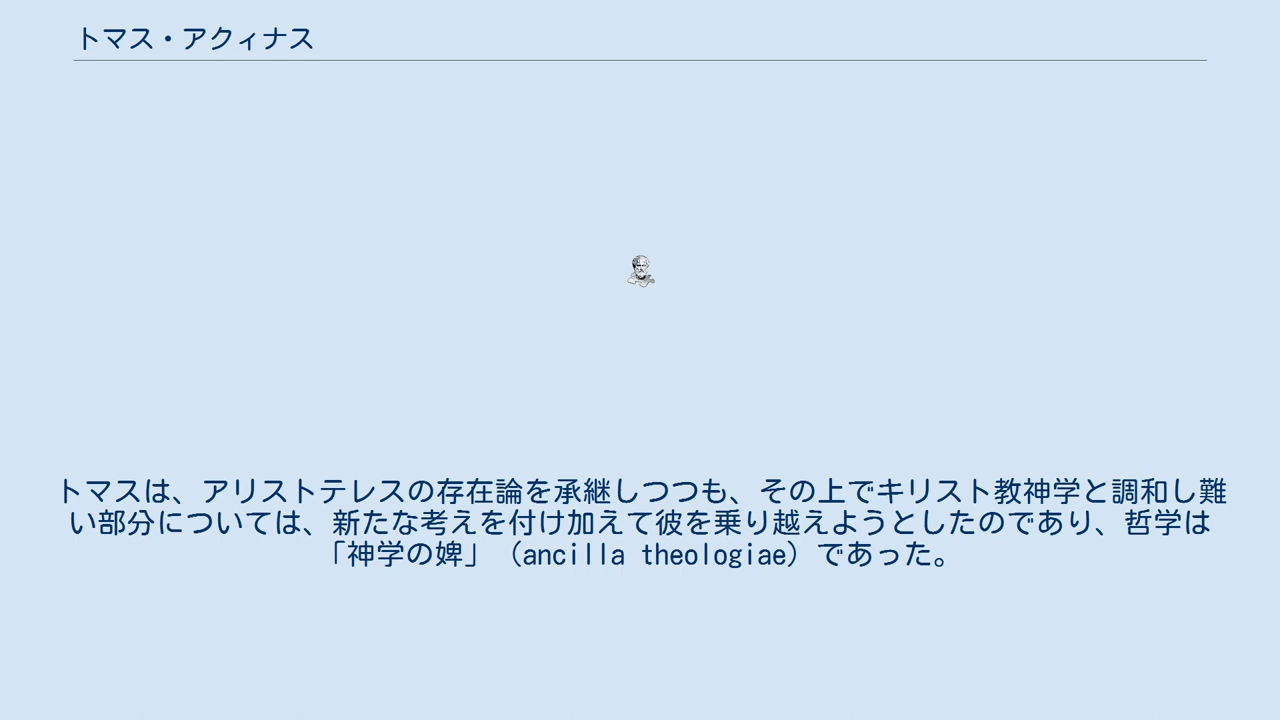 トマス・アクィナス
トマスは、アリストテレスの存在論を承継しつつも、その上でキリスト教神学と調和し難
い部分については、新たな考えを付け加えて彼を乗り越えようとしたのであり、哲学は
「神学の婢」（ancilla theologiae）であった。